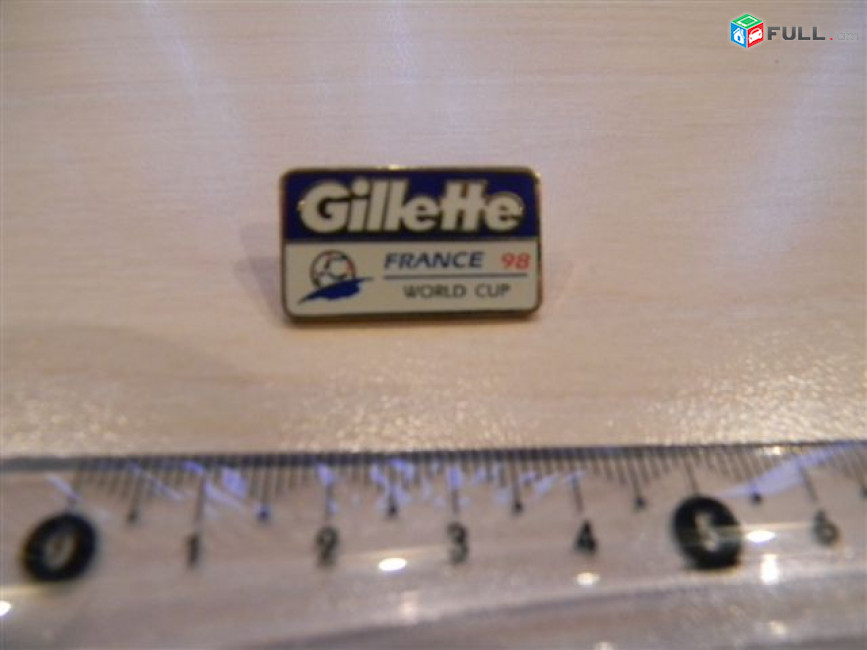 FULL
Gillette
FRANCE 98
WORLD CUP
0 1 2 3 4 5 6